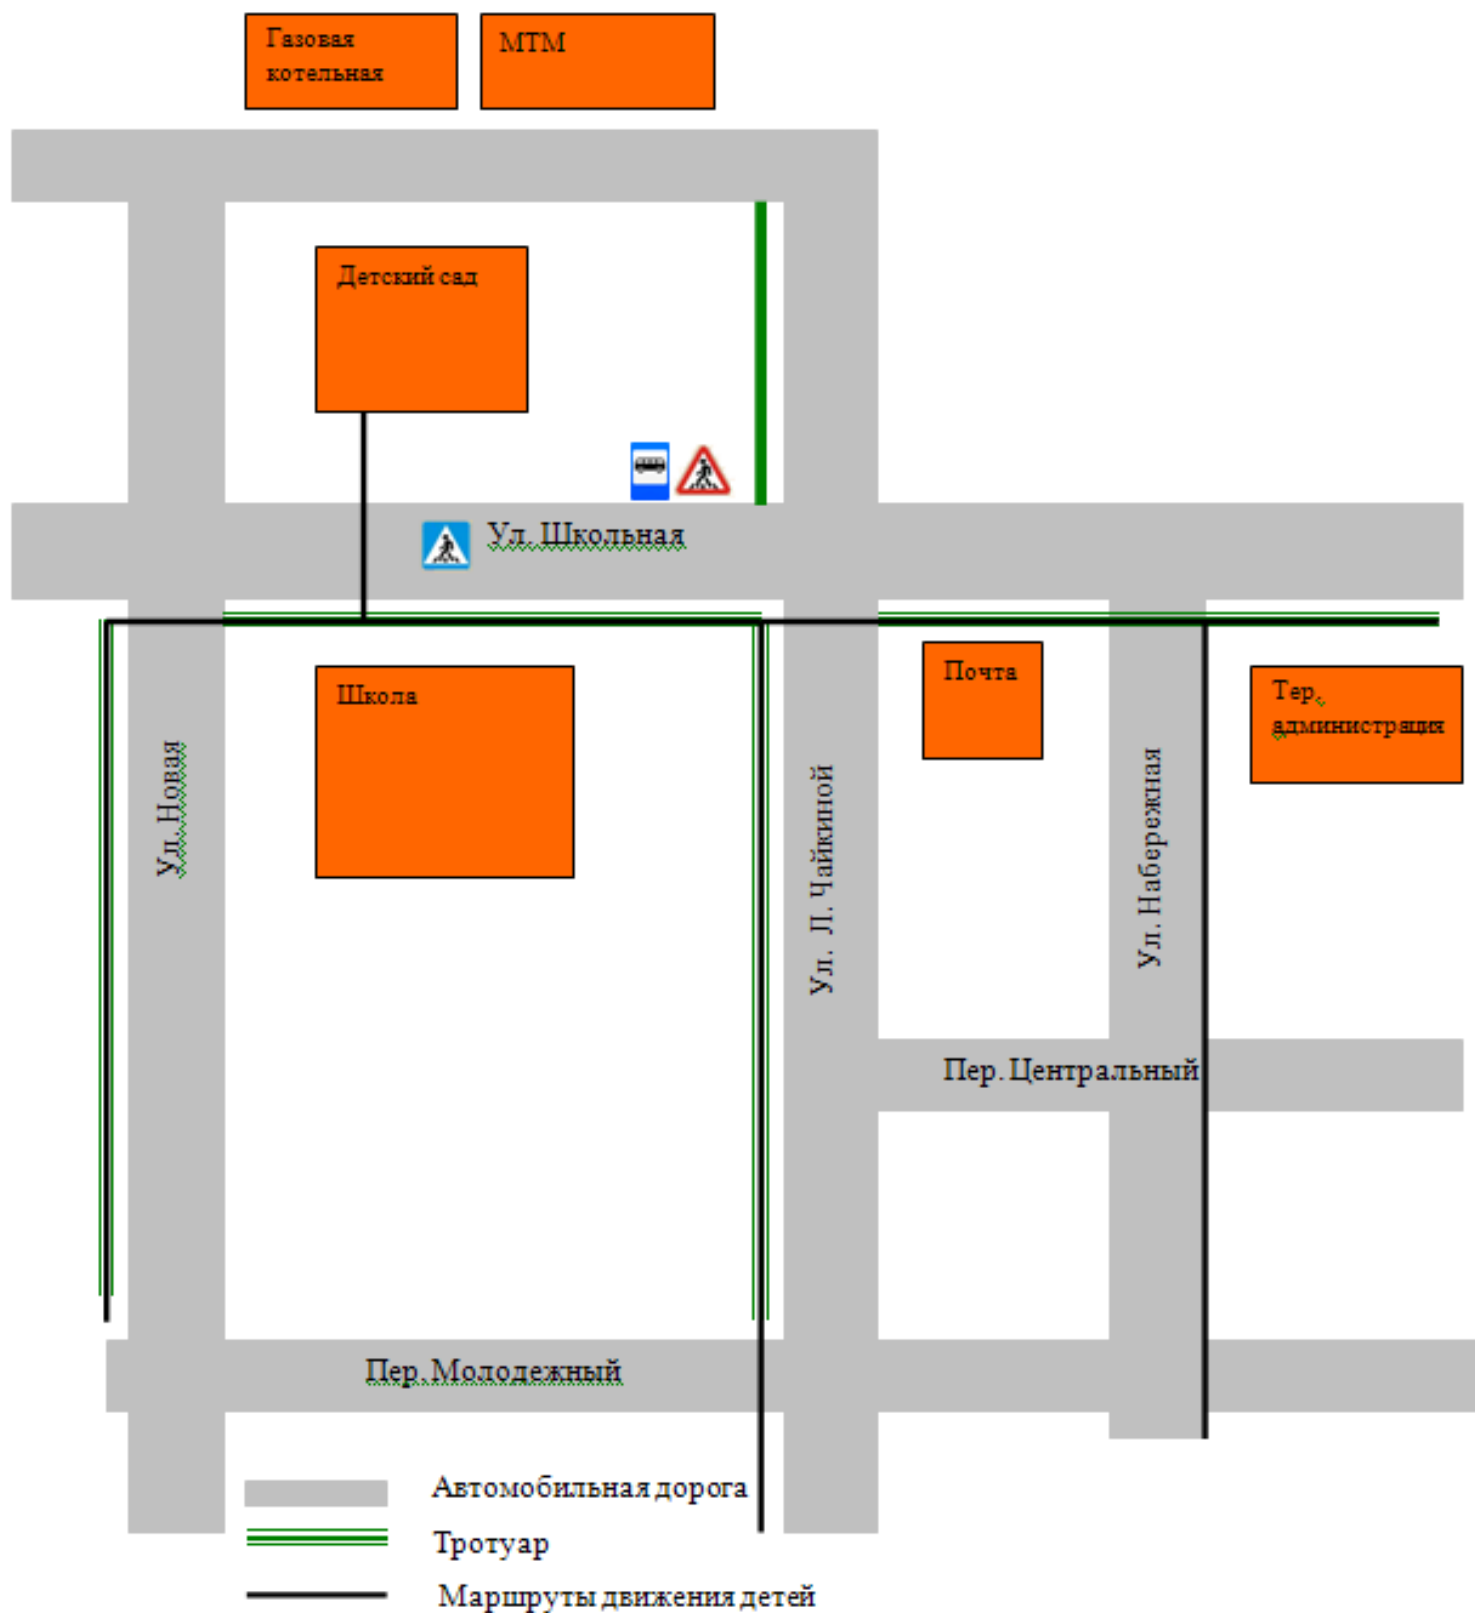 Газовая
котельная
МТМ
Детский сад
Ул. Школьная
Школа
Почта
Тер.
администрация
Ул. Новая
Ул. Л. Чайкиной
Ул. Набережная
Пер. Центральный
Пер. Молодежный
Автомобильная дорога
Тротуар
Маршруты движения детей